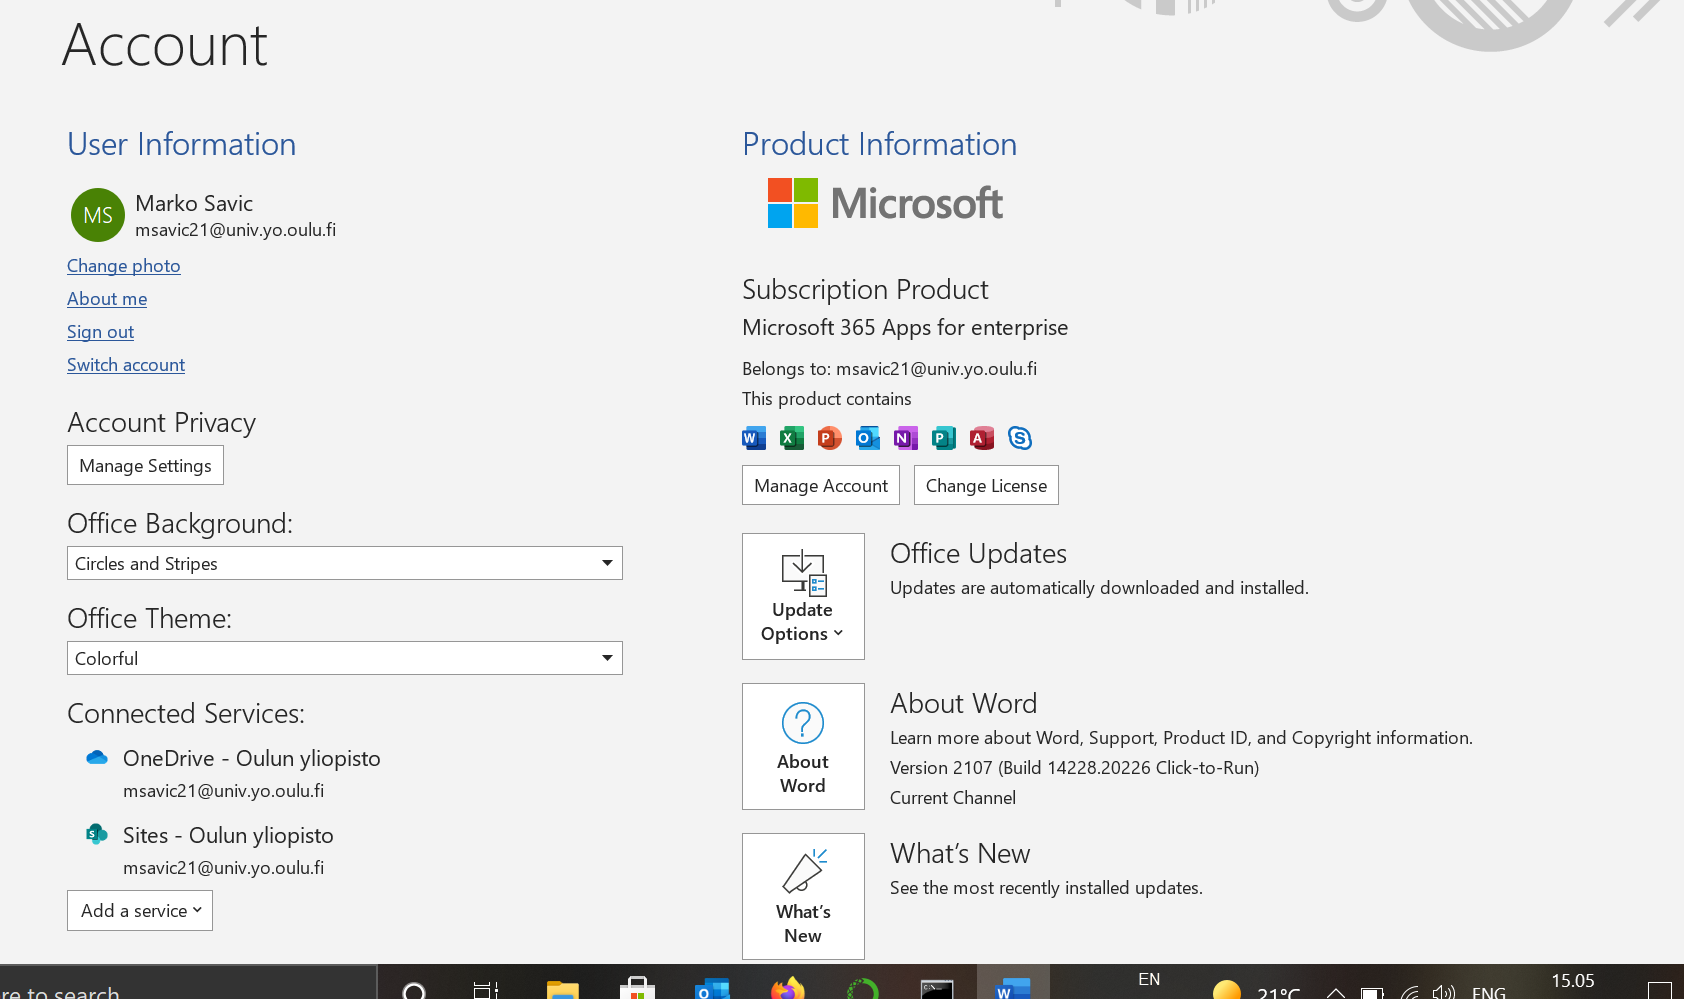 Account
User Information
MS
Marko Savic
msavic21@univ.yo.oulu.fi
Change photo
About me
Sign out
Switch account
Account Privacy
Manage Settings
Office Background:
Circles and Stripes
Office Theme:
Colorful
Connected Services:
OneDrive - Oulun yliopisto
msavic21@univ.yo.oulu.fi
S
Sites - Oulun yliopisto
msavic21@univ.yo.oulu.fi
Add a service
Product Information
Microsoft
Subscription Product
Microsoft 365 Apps for enterprise
Belongs to: msavic21@univ.yo.oulu.fi
This product contains
W X P O N P A S
Manage Account
Change License
Update
Options
Office Updates
Updates are automatically downloaded and installed.
About
Word
About Word
Learn more about Word, Support, Product ID, and Copyright information.
Version 2107 (Build 14228.20226 Click-to-Run)
Current Channel
What's
New
What's New
See the most recently installed updates.
re to search
O
W
EN
21°C
ENG
15.05